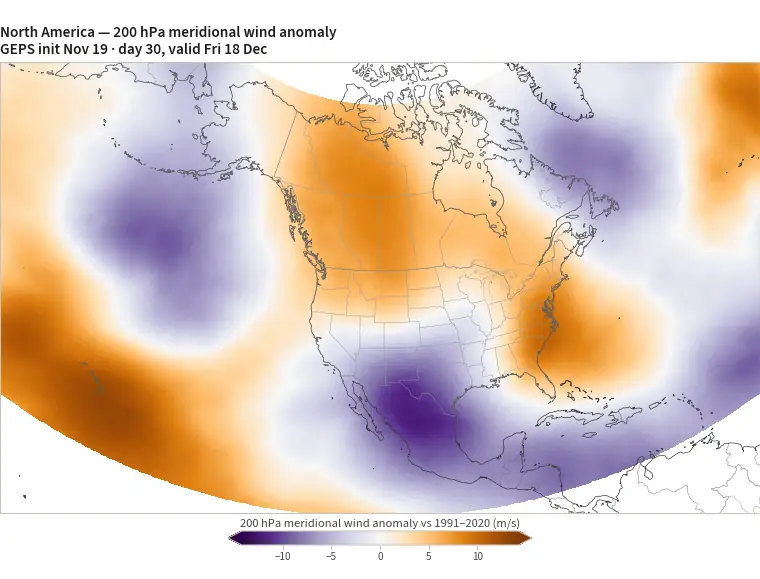 North America — 200 hPa meridional wind anomaly
GEPS init Nov 19 · day 30, valid Fri 18 Dec
200 hPa meridional wind anomaly vs 1991–2020 (m/s)
−10 −5 0 5 10